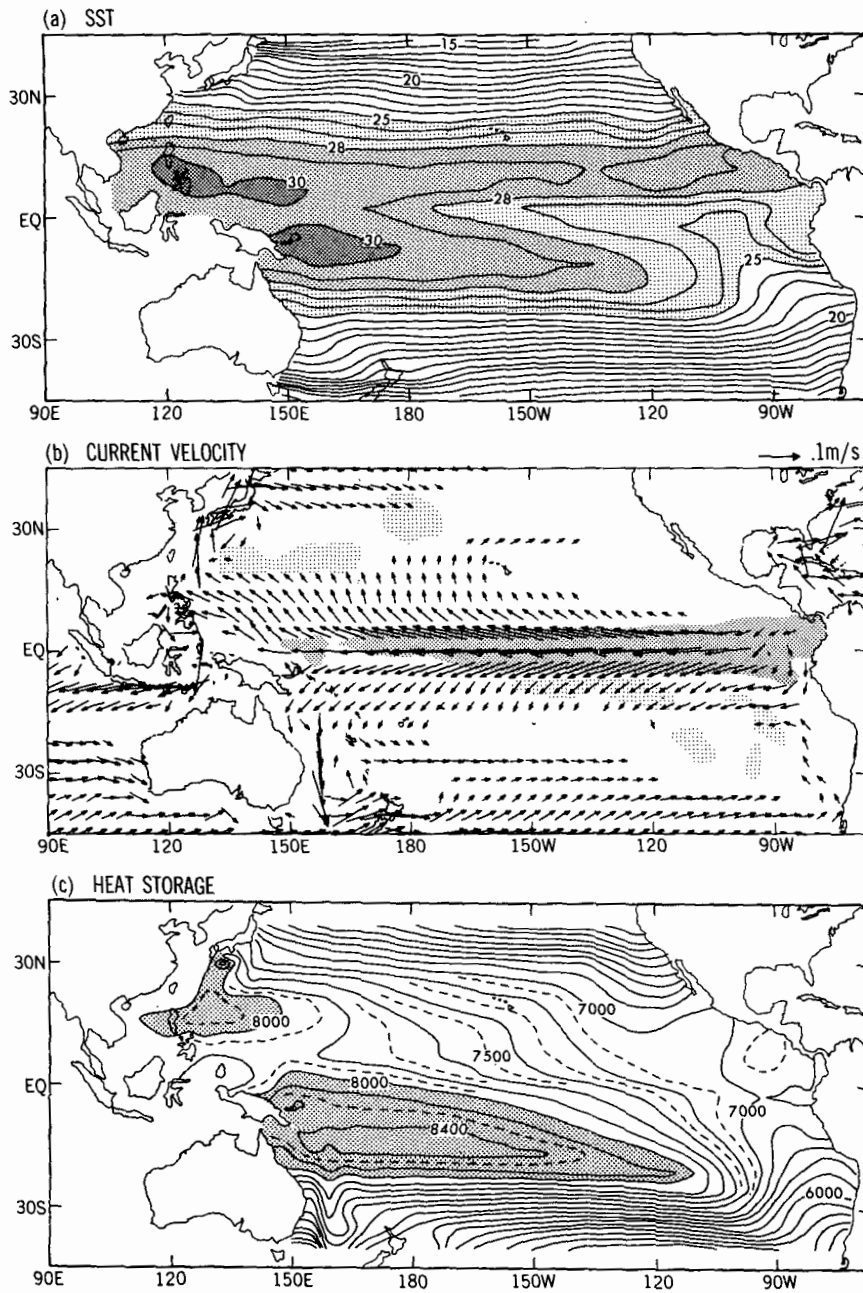 (a) SST
30N
EQ
30S
15
20
25
28
30
28
30
25
20
20
90E 120 150E 180 150W 120 90W
(b) CURRENT VELOCITY .1m/s
30N
EQ
30S
90E 120 150E 180 150W 120 90W
(c) HEAT STORAGE
30N
EQ
30S
7000
8000
7500
8000
7000
8400
6000
90E 120 150E 180 150W 120 90W